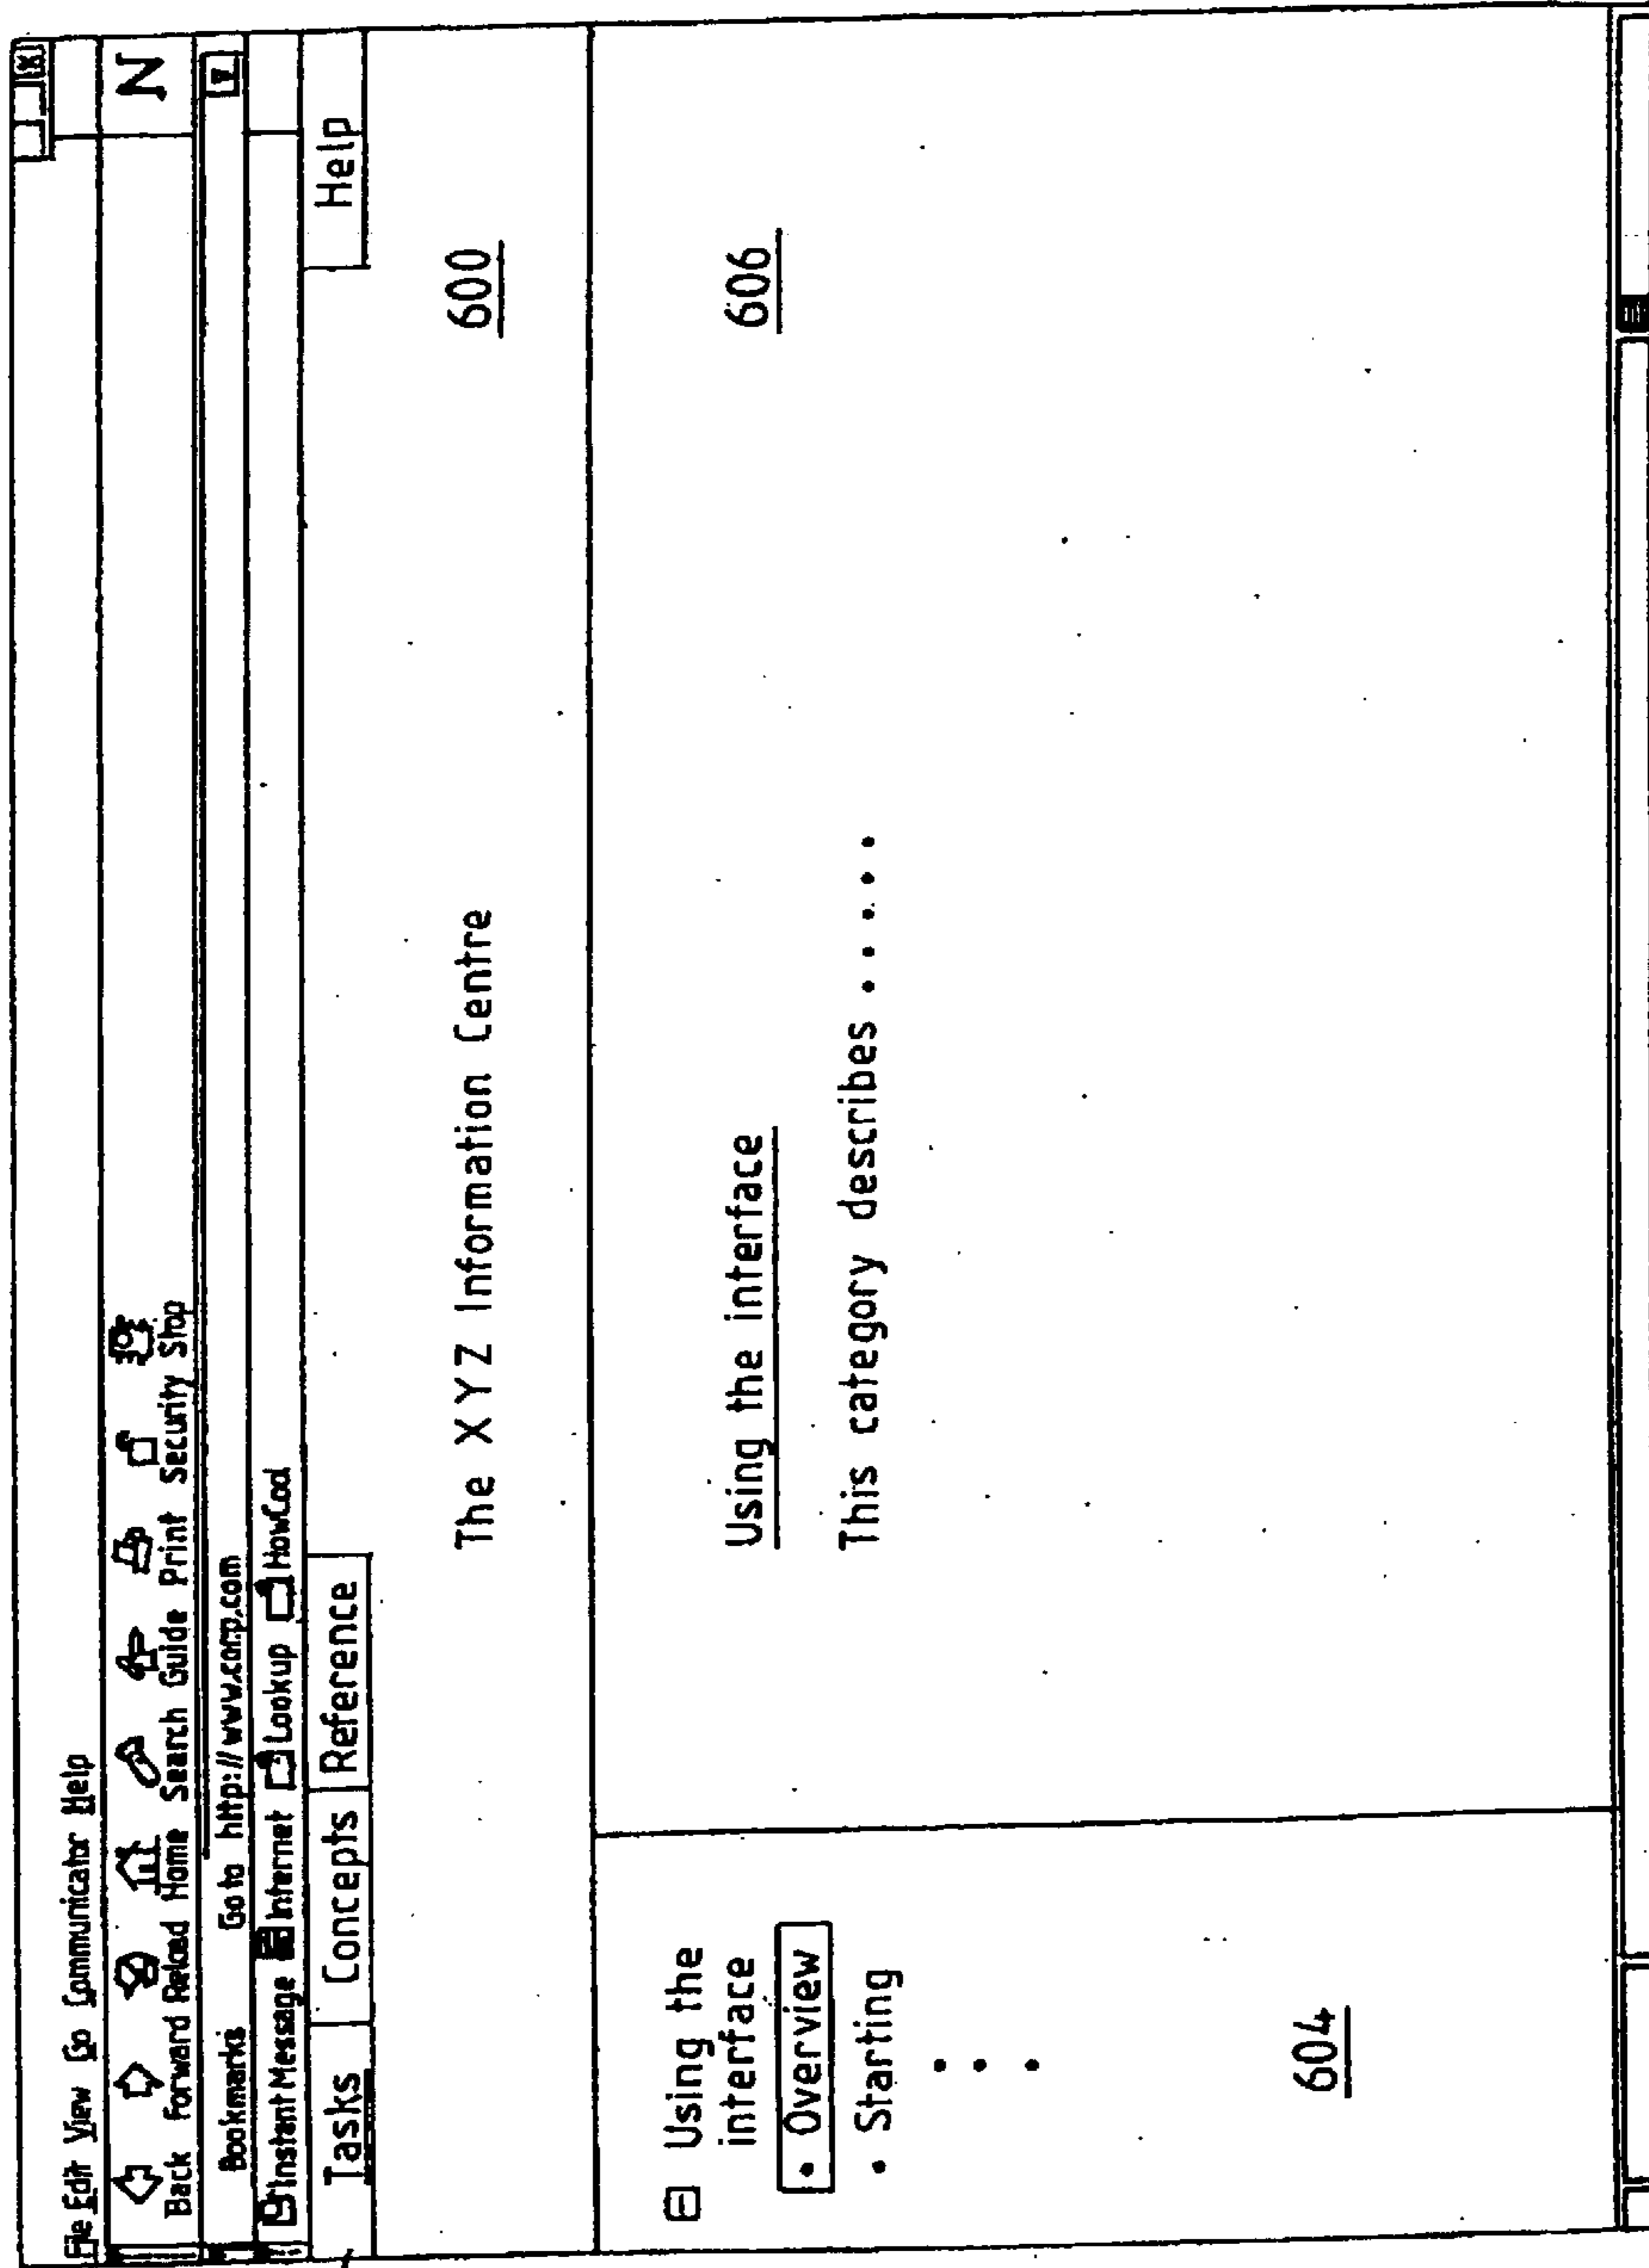 File Edit View Go Communicator Help
Back Forward Reload Home Search Guide Print Security Stop
N
Bookmarks Go to http://www.corp.com
Instant Message Internet Lookup HowCool
Tasks Concepts Reference Help
The XYZ Information Centre 600
Using the
interface
• Overview
• Starting
604
Using the interface 606
This category describes ......